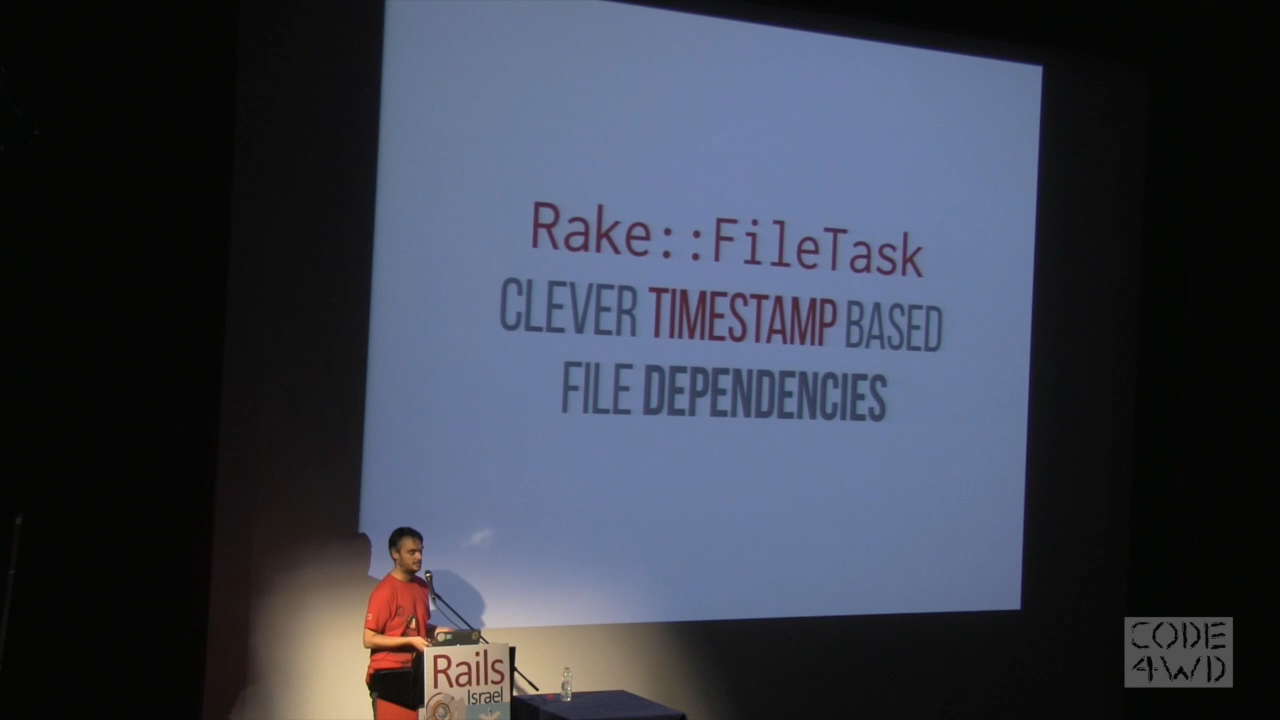 Rake::FileTask
CLEVER TIMESTAMP BASED
FILE DEPENDENCIES
Rails
Israel
CODE
4WD